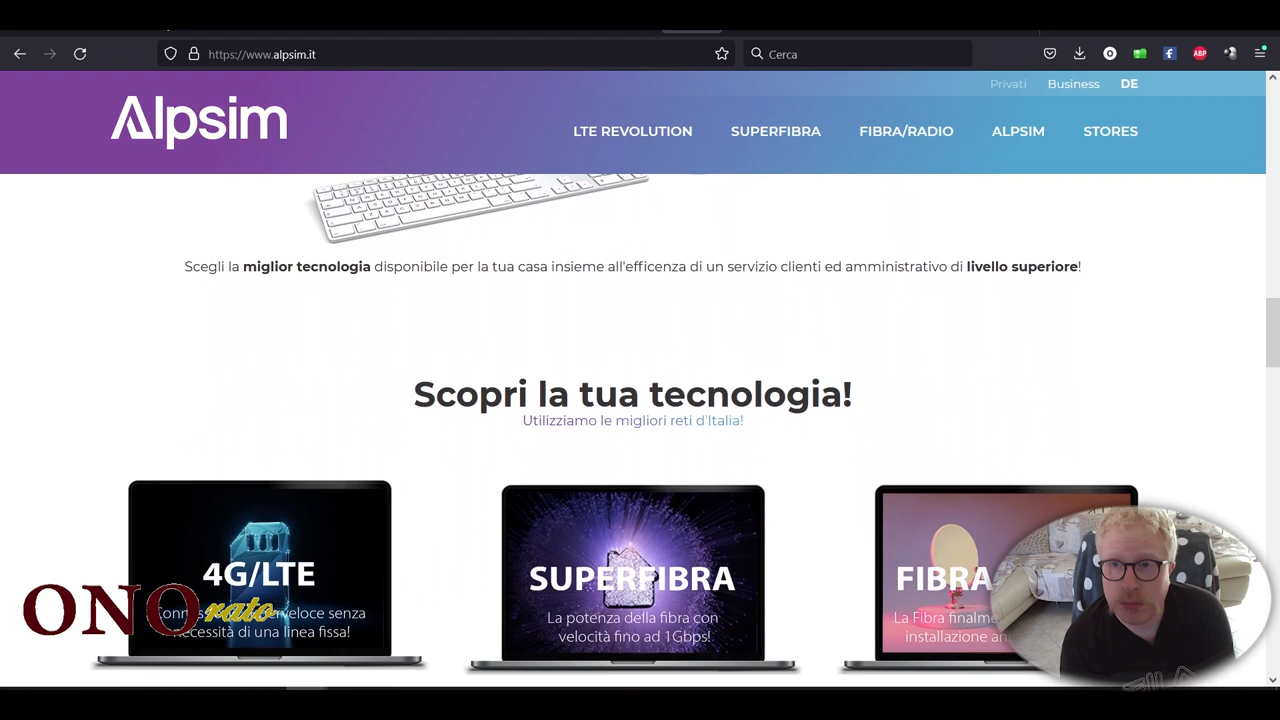 https://www.alpsim.it
Cerca
ABP
Privati Business DE
Alpsim
LTE REVOLUTION SUPERFIBRA FIBRA/RADIO ALPSIM STORES
Scegli la miglior tecnologia disponibile per la tua casa insieme all'efficenza di un servizio clienti ed amministrativo di livello superiore!
Scopri la tua tecnologia!
Utilizziamo le migliori reti d'Italia!
4G/LTE
veloce senza
necessità di una linea fissa!
SUPERFIBRA
La potenza della fibra con
velocità fino ad 1Gbps!
FIBRA
La Fibra
installazione
ONOrato